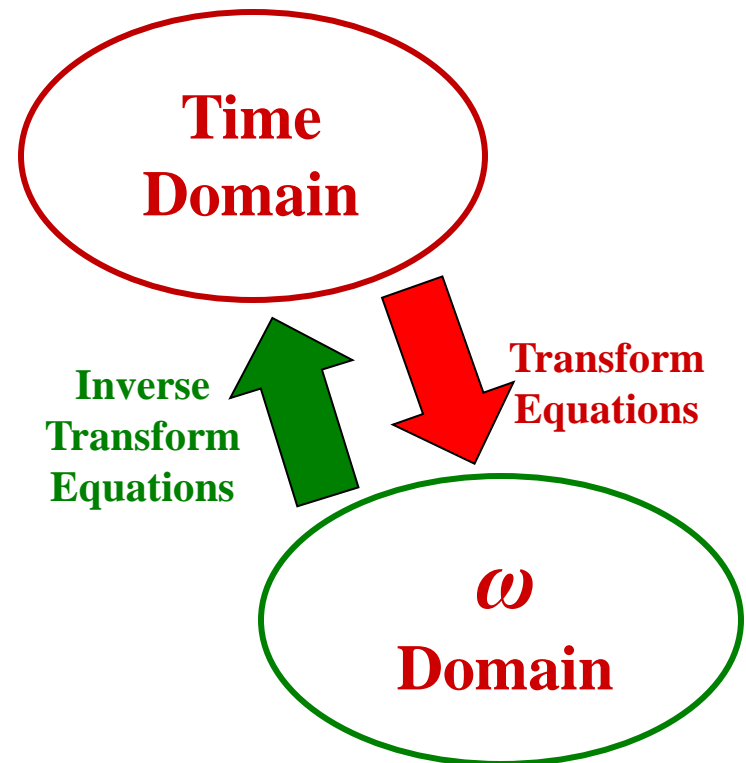 Time
Domain
Inverse
Transform
Equations
Transform
Equations
ω
Domain